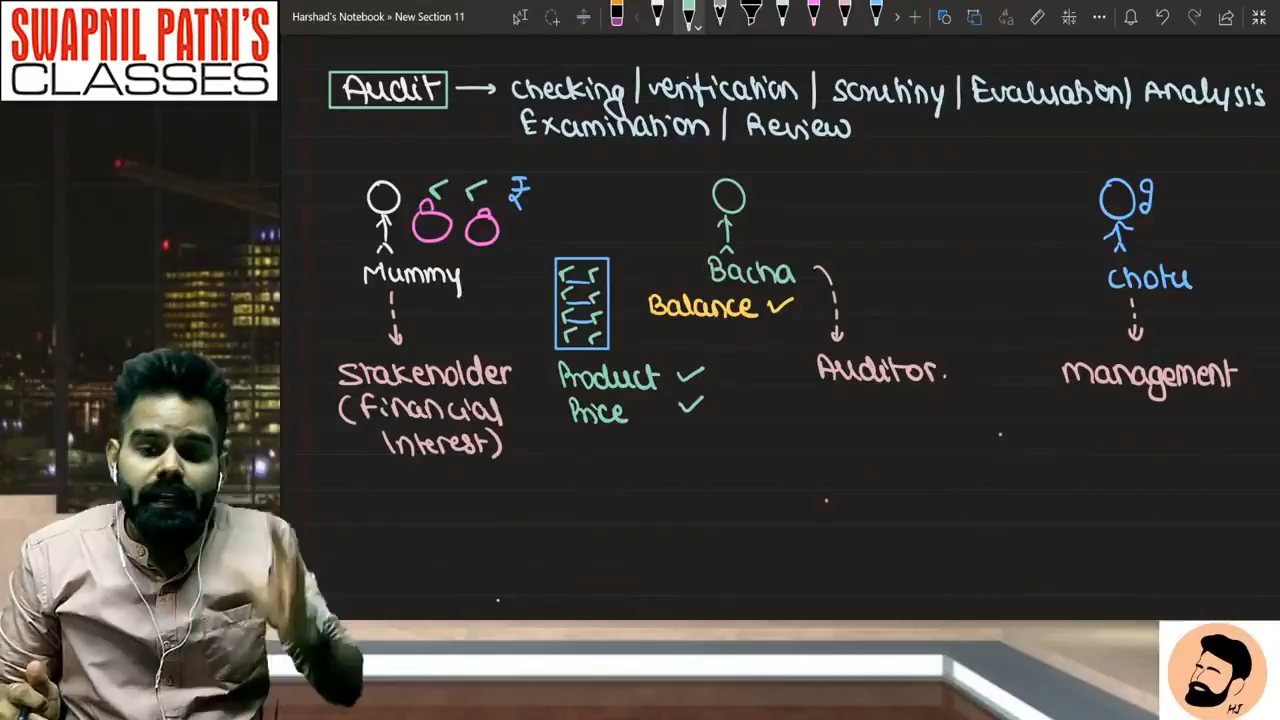 SWAPNIL PATNI'S
CLASSES
Harshad's Notebook » New Section 11
Audit → checking | verification | Scrutiny | Evaluation | Analysis
Examination | Review
₹
Mummy
Bacha
Chotu
Balance ✓
Stakeholder
(Financial
Interest)
Product ✓
Price ✓
Auditor.
management
HJ